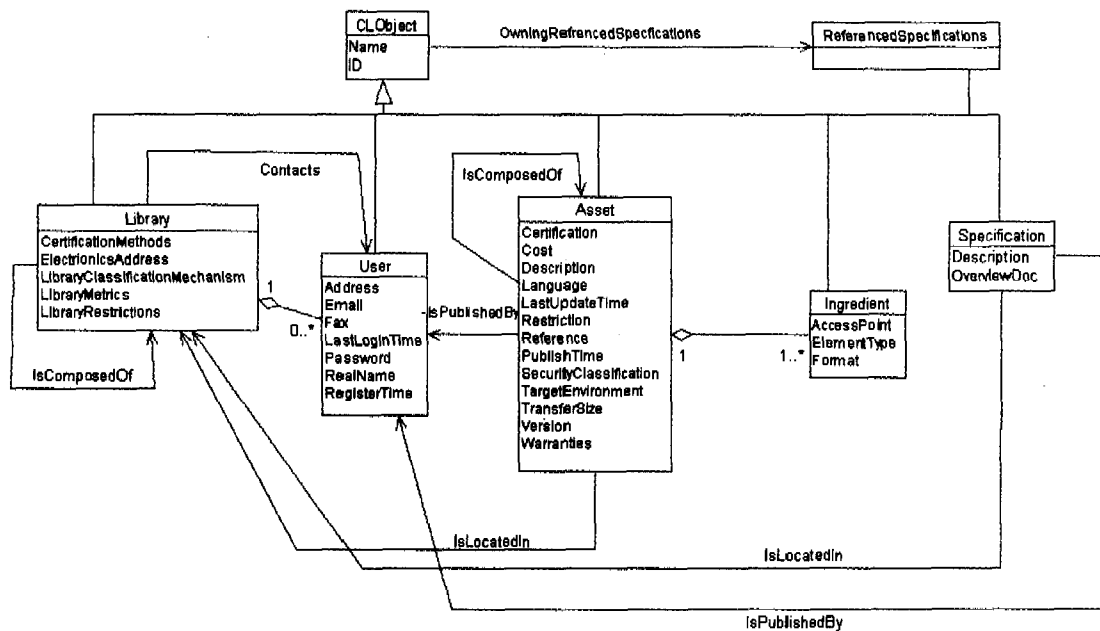 CLObject
Name
ID
OwningRefrencedSpecfications
ReferencedSpecifications
Contacts
IsComposedOf
Library
CertificationMethods
ElectrionicsAddress
LibraryClassificationMechanism
LibraryMetrics
LibraryRestrictions
IsComposedOf
1
0..*
User
Address
Email
Fax
LastLoginTime
Password
RealName
RegisterTime
-IsPublishedBy
Asset
Certification
Cost
Description
Language
LastUpdateTime
Restriction
Reference
PublishTime
SecurityClassification
TargetEnvironment
TransferSize
Version
Warranties
1
1..*
Ingredient
AccessPoint
ElementType
Format
Specification
Description
OverviewDoc
IsLocatedIn
IsLocatedIn
IsPublishedBy